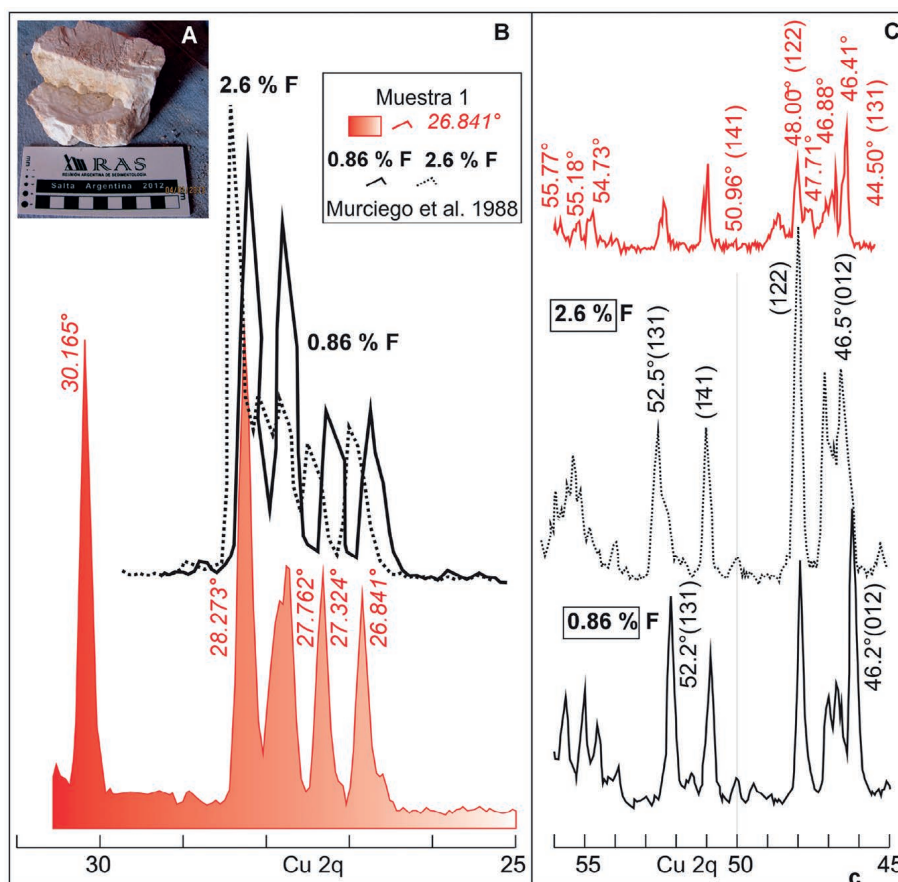 A
RAS
REUNIÓN ARGENTINA DE SEDIMENTOLOGÍA
Salta Argentina 2012
B
2.6 % F
Muestra 1
26.841°
0.86 % F 2.6 % F
Murciego et al. 1988
0.86 % F
30.165°
28.273°
27.762°
27.324°
26.841°
30 Cu 2q 25
C
55.77°
55.18°
54.73°
50.96° (141)
48.00° (122)
47.71°
46.88°
46.41°
44.50° (131)
2.6 % F
52.5°(131)
(141)
(122)
46.5°(012)
0.86 % F
52.2°(131)
46.2°(012)
55 Cu 2q 50 45
c